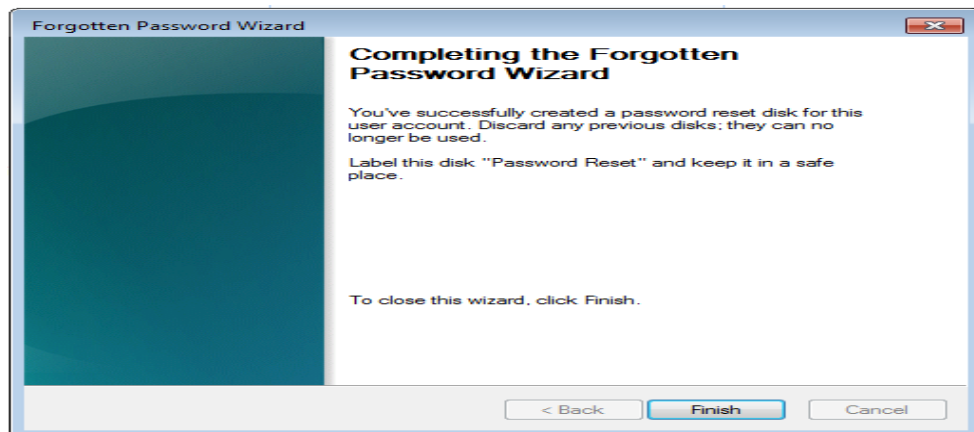 Forgotten Password Wizard
Completing the Forgotten
Password Wizard
You've successfully created a password reset disk for this
user account. Discard any previous disks; they can no
longer be used.
Label this disk "Password Reset" and keep it in a safe
place.
To close this wizard, click Finish.
< Back Finish Cancel